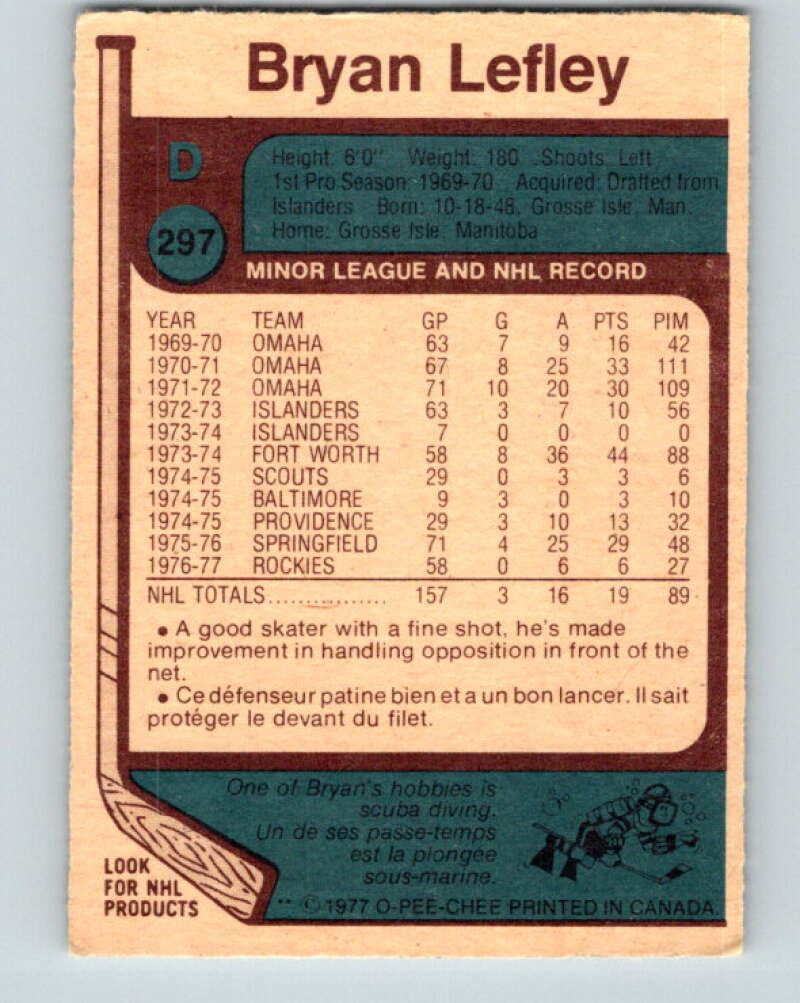 Bryan Lefley
D
297
Height: 6'0" Weight: 180 Shoots: Left
1st Pro Season: 1969-70 Acquired: Drafted from
Islanders Born: 10-18-48, Grosse Isle, Man.
Home: Grosse Isle, Manitoba
MINOR LEAGUE AND NHL RECORD
YEAR TEAM GP G A PTS PIM
1969-70 OMAHA 63 7 9 16 42
1970-71 OMAHA 67 8 25 33 111
1971-72 OMAHA 71 10 20 30 109
1972-73 ISLANDERS 63 3 7 10 56
1973-74 ISLANDERS 7 0 0 0 0
1973-74 FORT WORTH 58 8 36 44 88
1974-75 SCOUTS 29 0 3 3 6
1974-75 BALTIMORE 9 3 0 3 10
1974-75 PROVIDENCE 29 3 10 13 32
1975-76 SPRINGFIELD 71 4 25 29 48
1976-77 ROCKIES 58 0 6 6 27
NHL TOTALS................ 157 3 16 19 89
• A good skater with a fine shot, he's made
improvement in handling opposition in front of the
net.
• Ce défenseur patine bien et a un bon lancer. Il sait
protéger le devant du filet.
One of Bryan's hobbies is
scuba diving.
Un de ses passe-temps
est la plongée
sous-marine.
LOOK
FOR NHL
PRODUCTS
** © 1977 O-PEE-CHEE PRINTED IN CANADA.